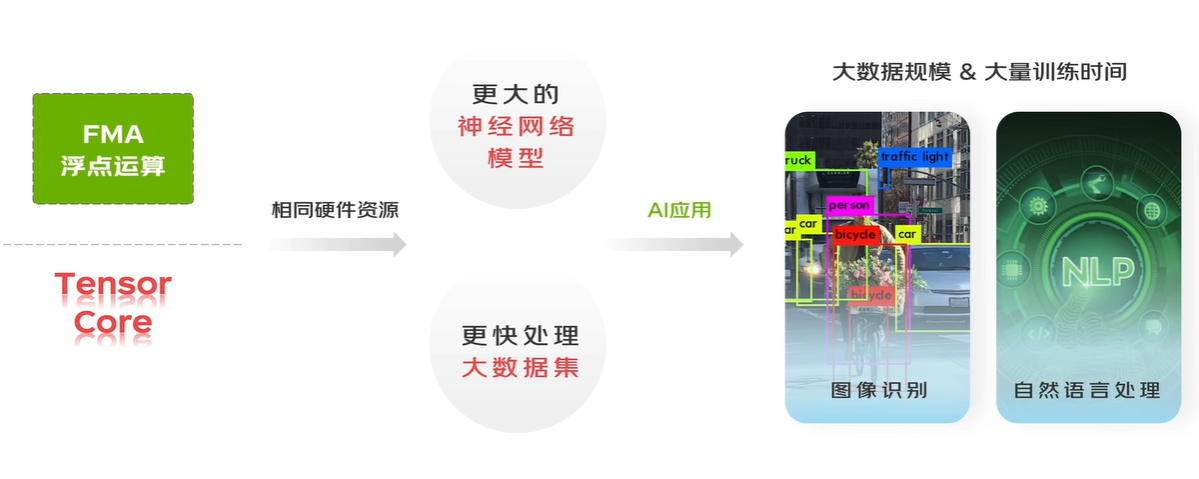 FMA
浮点运算
Tensor
Core
相同硬件资源
更大的
神经网络
模型
更快处理
大数据集
AI应用
大数据规模 & 大量训练时间
ruck
traffic light
person
ar
car
bicycle
car
bicycle
图像识别
NLP
自然语言处理